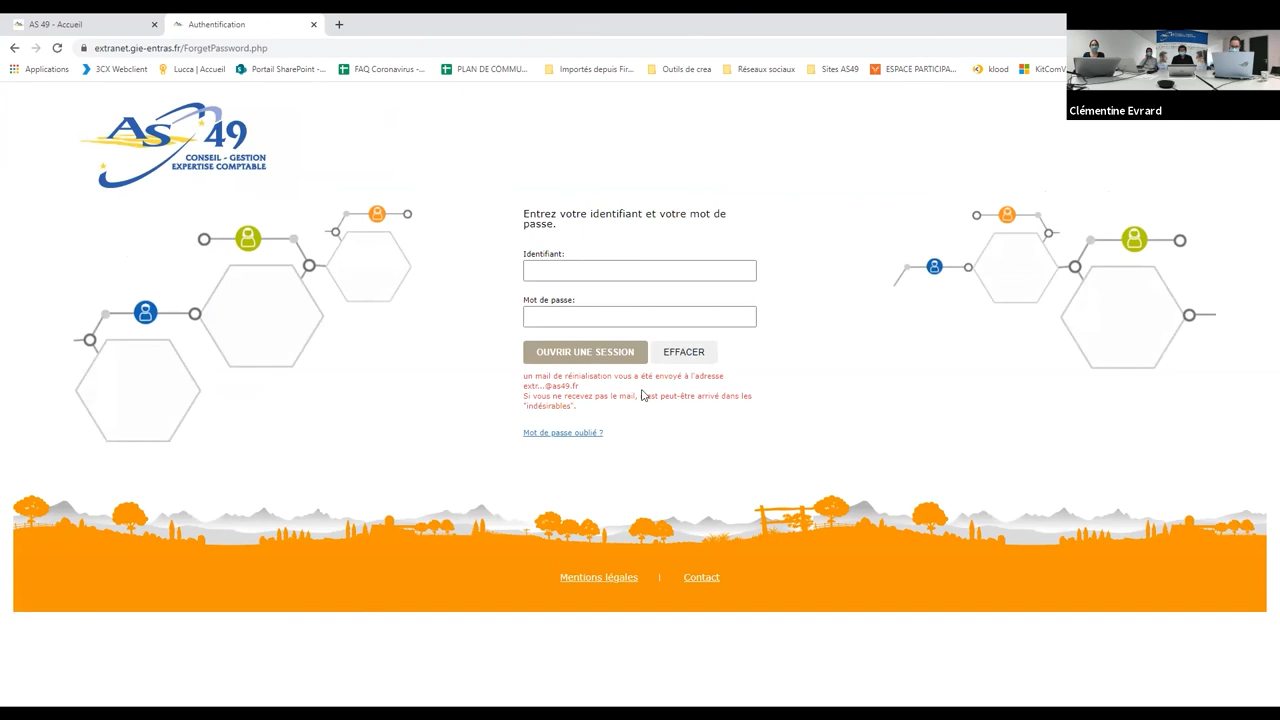 AS 49 - Accueil
Authentification
extranet.gie-entras.fr/ForgetPassword.php
Applications
3CX Webclient
Lucca | Accueil
Portail SharePoint -...
FAQ Coronavirus -...
PLAN DE COMMU...
Importés depuis Fir...
Outils de crea
Réseaux sociaux
Sites AS49
ESPACE PARTICIPA...
klood
KitComV
Clémentine Evrard
AS 49
CONSEIL - GESTION
EXPERTISE COMPTABLE
Entrez votre identifiant et votre mot de
passe.
Identifiant:
Mot de passe:
OUVRIR UNE SESSION
EFFACER
un mail de réinialisation vous a été envoyé à l'adresse
extr...@as49.fr
Si vous ne recevez pas le mail, peut-être arrivé dans les
"indésirables".
Mot de passe oublié ?
Mentions légales | Contact